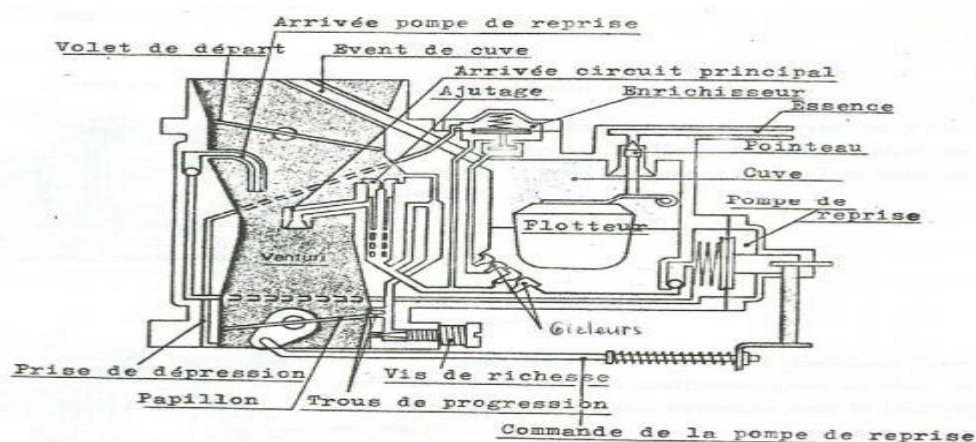 Arrivée pompe de reprise
Volet de départ
Event de cuve
Arrivée circuit principal
Ajutage
Enrichisseur
Essence
Pointeau
Cuve
Pompe de
reprise
Flotteur
Venturi
Gicleurs
Prise de dépression
Vis de richesse
Papillon
Trous de progression
Commande de la pompe de reprise